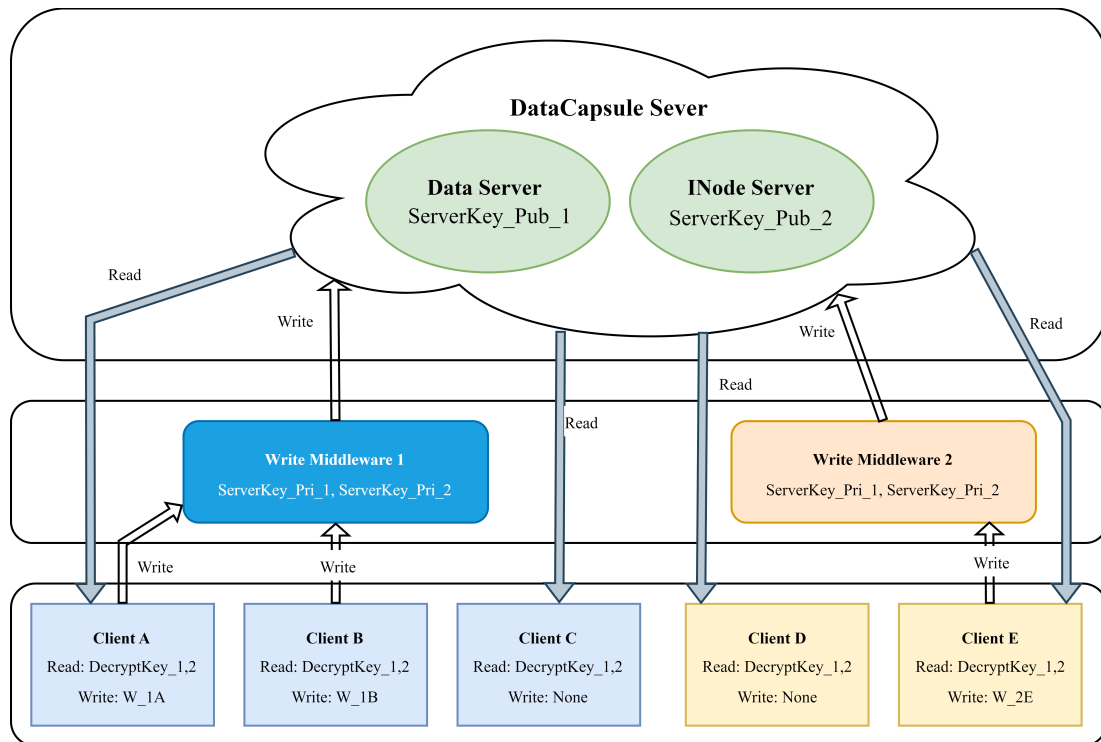 DataCapsule Sever
Data Server
ServerKey_Pub_1
INode Server
ServerKey_Pub_2
Read
Write
Write
Read
Read
Read
Write Middleware 1
ServerKey_Pri_1, ServerKey_Pri_2
Write Middleware 2
ServerKey_Pri_1, ServerKey_Pri_2
Write
Write
Write
Client A
Read: DecryptKey_1,2
Write: W_1A
Client B
Read: DecryptKey_1,2
Write: W_1B
Client C
Read: DecryptKey_1,2
Write: None
Client D
Read: DecryptKey_1,2
Write: None
Client E
Read: DecryptKey_1,2
Write: W_2E